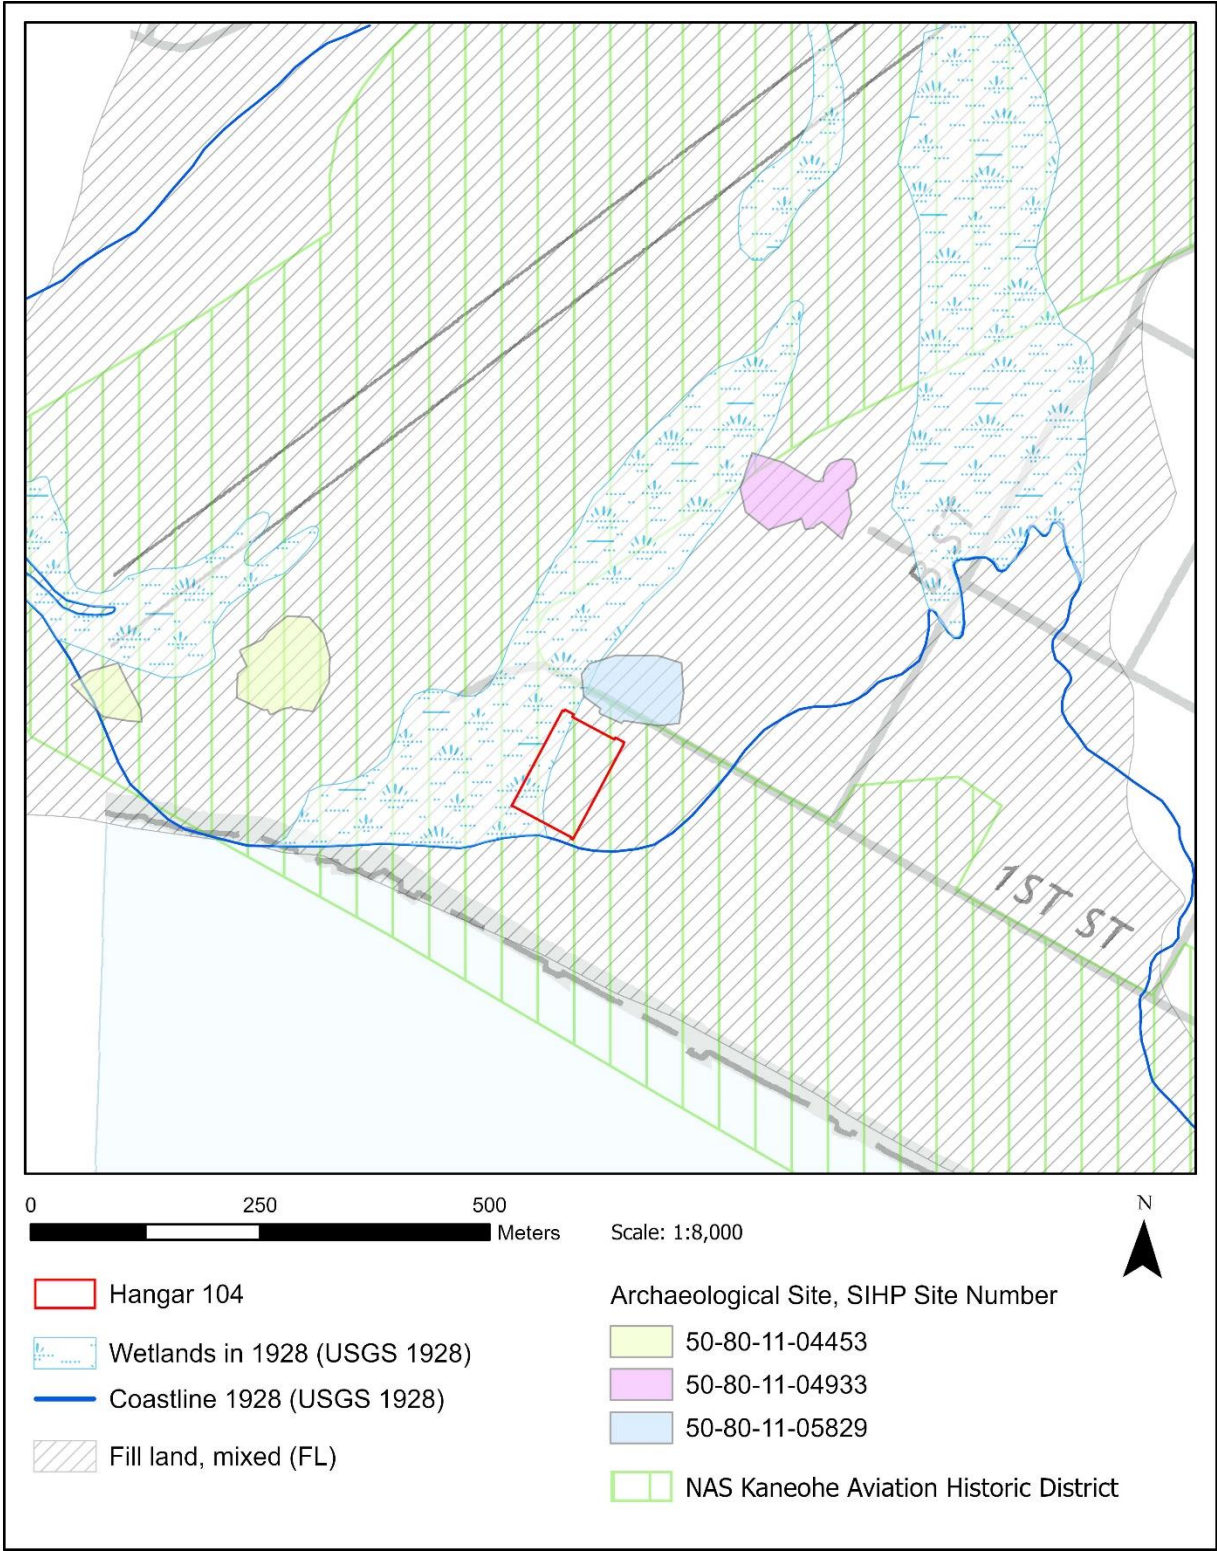 B ST
1ST ST
0 250 500
Meters
Scale: 1:8,000
N
Hangar 104
Wetlands in 1928 (USGS 1928)
Coastline 1928 (USGS 1928)
Fill land, mixed (FL)
Archaeological Site, SIHP Site Number
50-80-11-04453
50-80-11-04933
50-80-11-05829
NAS Kaneohe Aviation Historic District